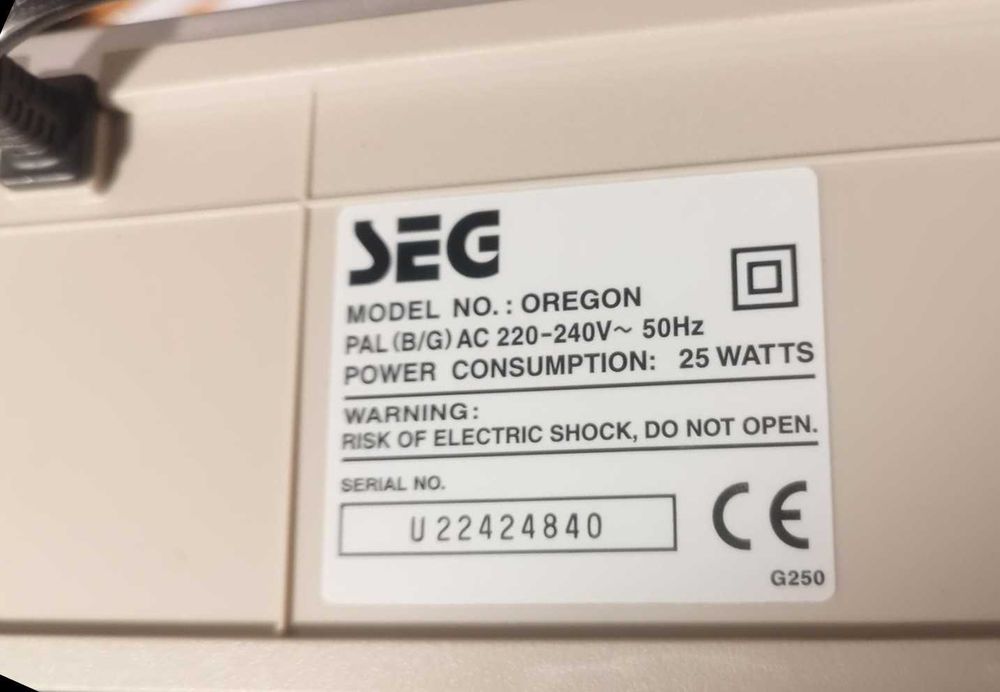 SEG
MODEL NO. : OREGON
PAL (B/G) AC 220-240V~ 50Hz
POWER CONSUMPTION: 25 WATTS
WARNING:
RISK OF ELECTRIC SHOCK, DO NOT OPEN.
SERIAL NO.
U22424840
CE
G250